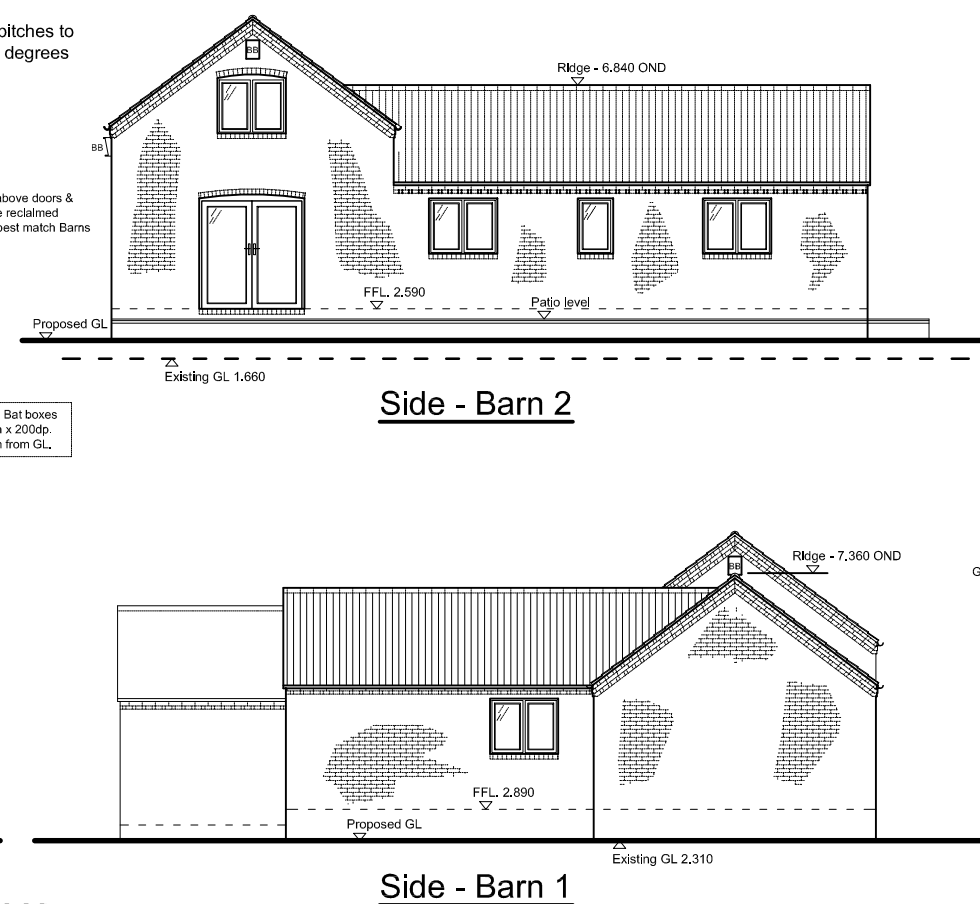 pitches to
degrees
BB
Ridge - 6.840 OND
BB
above doors &
reclaimed
best match Barns
FFL. 2.590
Patio level
Proposed GL
Existing GL 1.660
Side - Barn 2
Bat boxes
x 200dp.
from GL.
Ridge - 7.360 OND
BB
G
FFL. 2.890
Proposed GL
Existing GL 2.310
Side - Barn 1